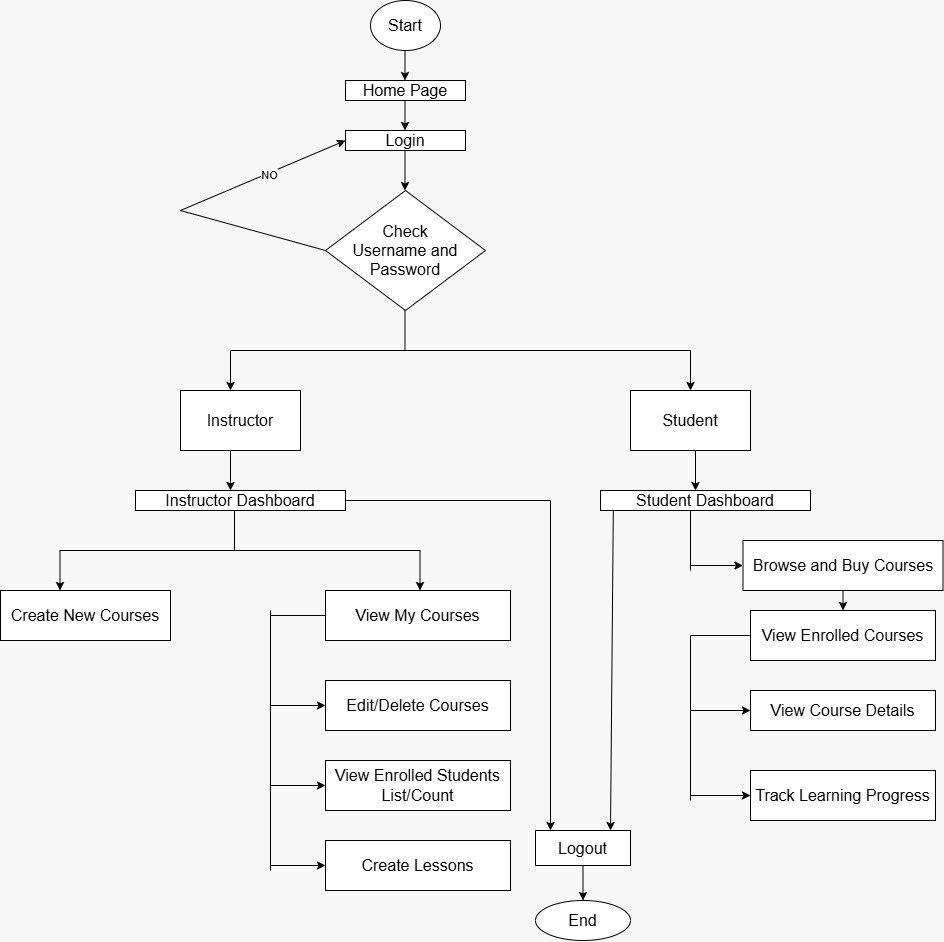 Start
Home Page
Login
NO
Check
Username and
Password
Instructor
Student
Instructor Dashboard
Student Dashboard
Browse and Buy Courses
Create New Courses
View My Courses
View Enrolled Courses
Edit/Delete Courses
View Course Details
View Enrolled Students
List/Count
Track Learning Progress
Logout
Create Lessons
End